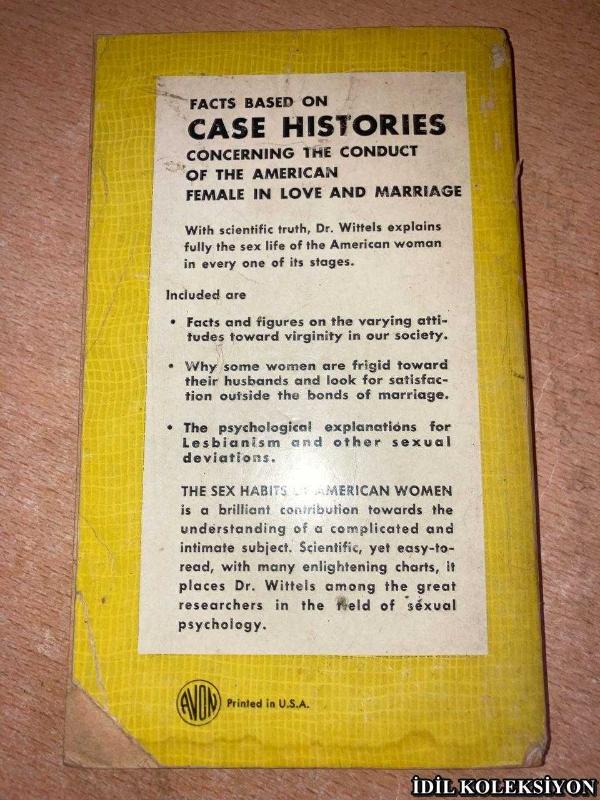 FACTS BASED ON
CASE HISTORIES
CONCERNING THE CONDUCT
OF THE AMERICAN
FEMALE IN LOVE AND MARRIAGE
With scientific truth, Dr. Wittels explains
fully the sex life of the American woman
in every one of its stages.
Included are
• Facts and figures on the varying atti-
tudes toward virginity in our society.
• Why some women are frigid toward
their husbands and look for satisfac-
tion outside the bonds of marriage.
• The psychological explanations for
Lesbianism and other sexual
deviations.
THE SEX HABITS OF AMERICAN WOMEN
is a brilliant contribution towards the
understanding of a complicated and
intimate subject. Scientific, yet easy-to-
read, with many enlightening charts, it
places Dr. Wittels among the great
researchers in the field of sexual
psychology.
AVON Printed in U.S.A.
İDİL KOLEKSİYON